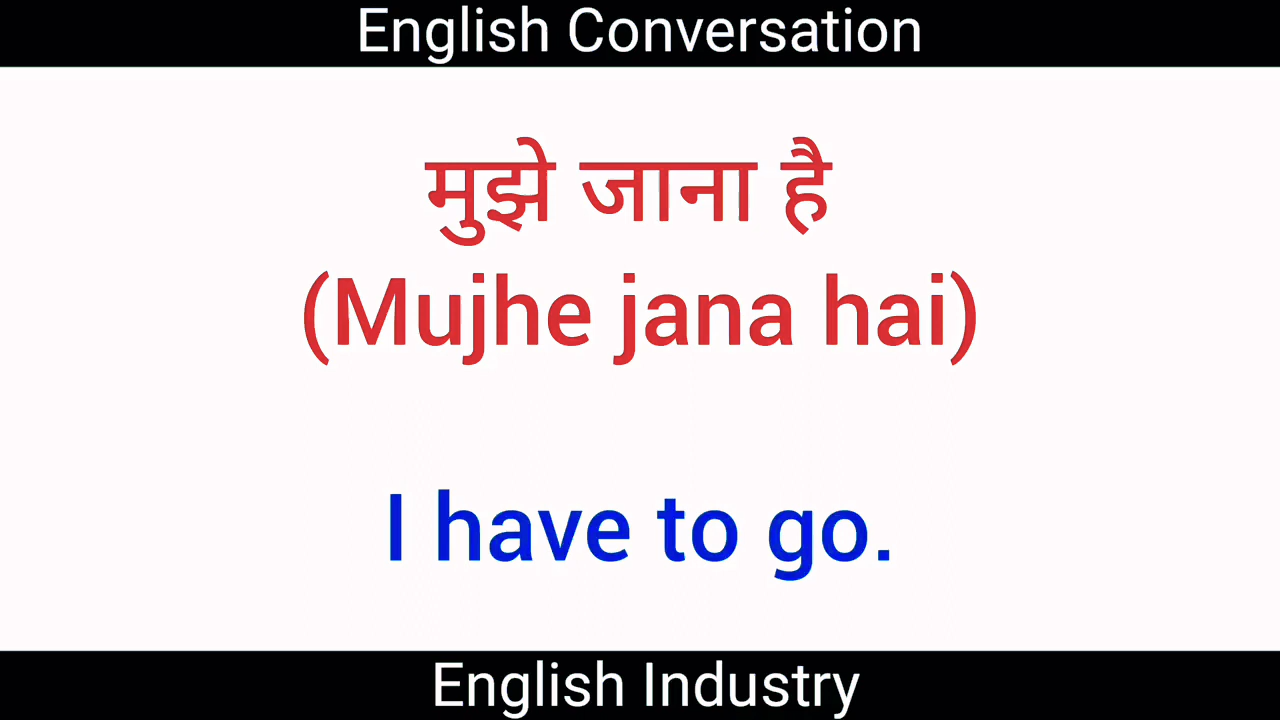 English Conversation
मुझे जाना है
(Mujhe jana hai)
I have to go.
English Industry